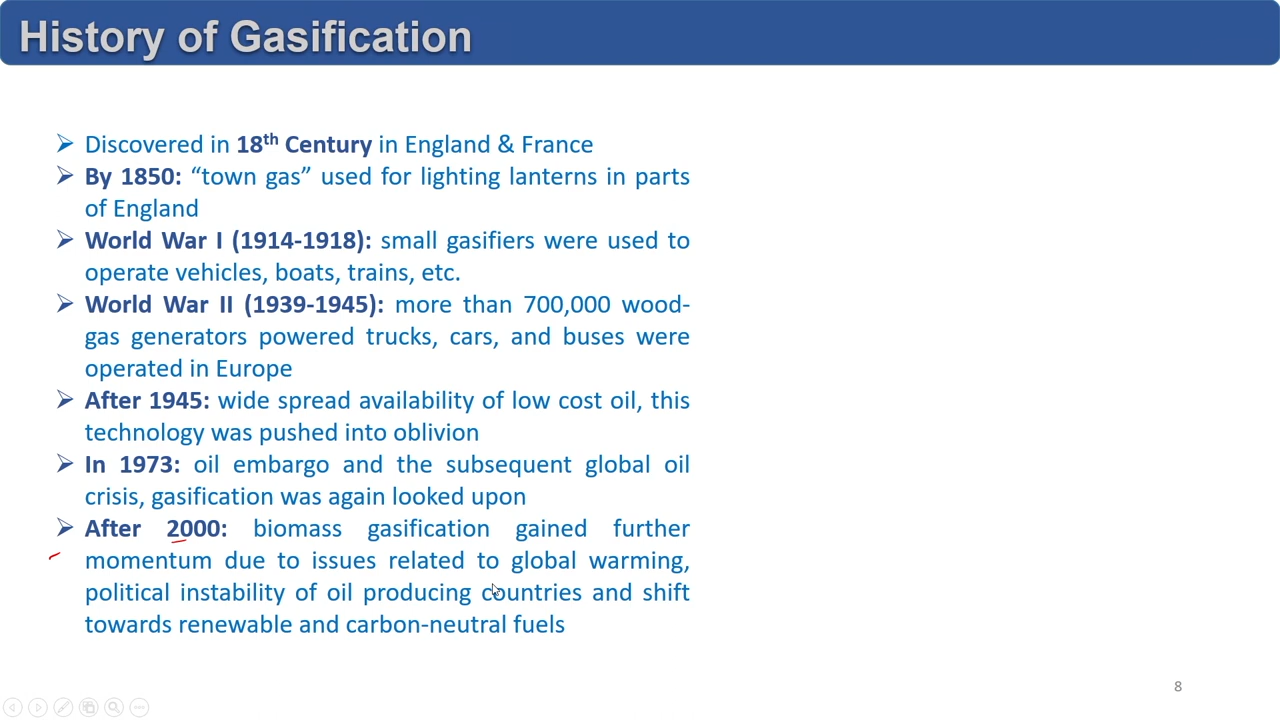 History of Gasification
➢ Discovered in 18th Century in England & France
➢ By 1850: “town gas” used for lighting lanterns in parts
of England
➢ World War I (1914-1918): small gasifiers were used to
operate vehicles, boats, trains, etc.
➢ World War II (1939-1945): more than 700,000 wood-
gas generators powered trucks, cars, and buses were
operated in Europe
➢ After 1945: wide spread availability of low cost oil, this
technology was pushed into oblivion
➢ In 1973: oil embargo and the subsequent global oil
crisis, gasification was again looked upon
➢ After 2000: biomass gasification gained further
momentum due to issues related to global warming,
political instability of oil producing countries and shift
towards renewable and carbon-neutral fuels
8